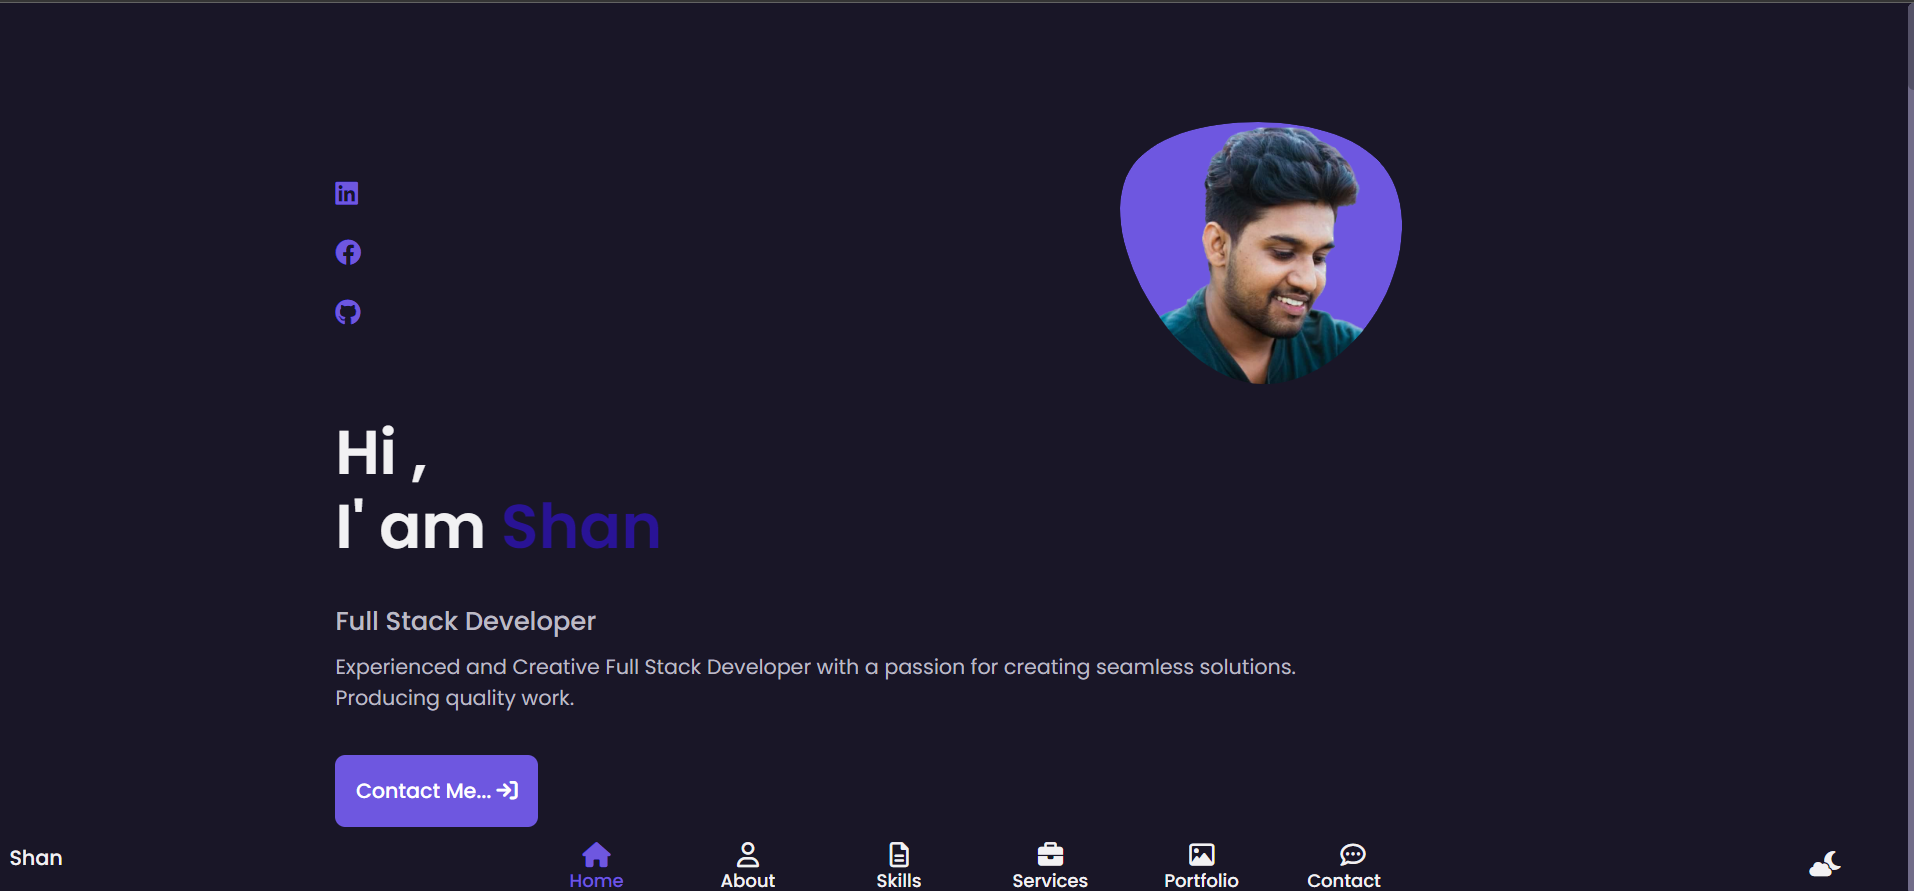 Hi ,
I' am Shan
Full Stack Developer
Experienced and Creative Full Stack Developer with a passion for creating seamless solutions.
Producing quality work.
Contact Me...
Shan
Home
About
Skills
Services
Portfolio
Contact